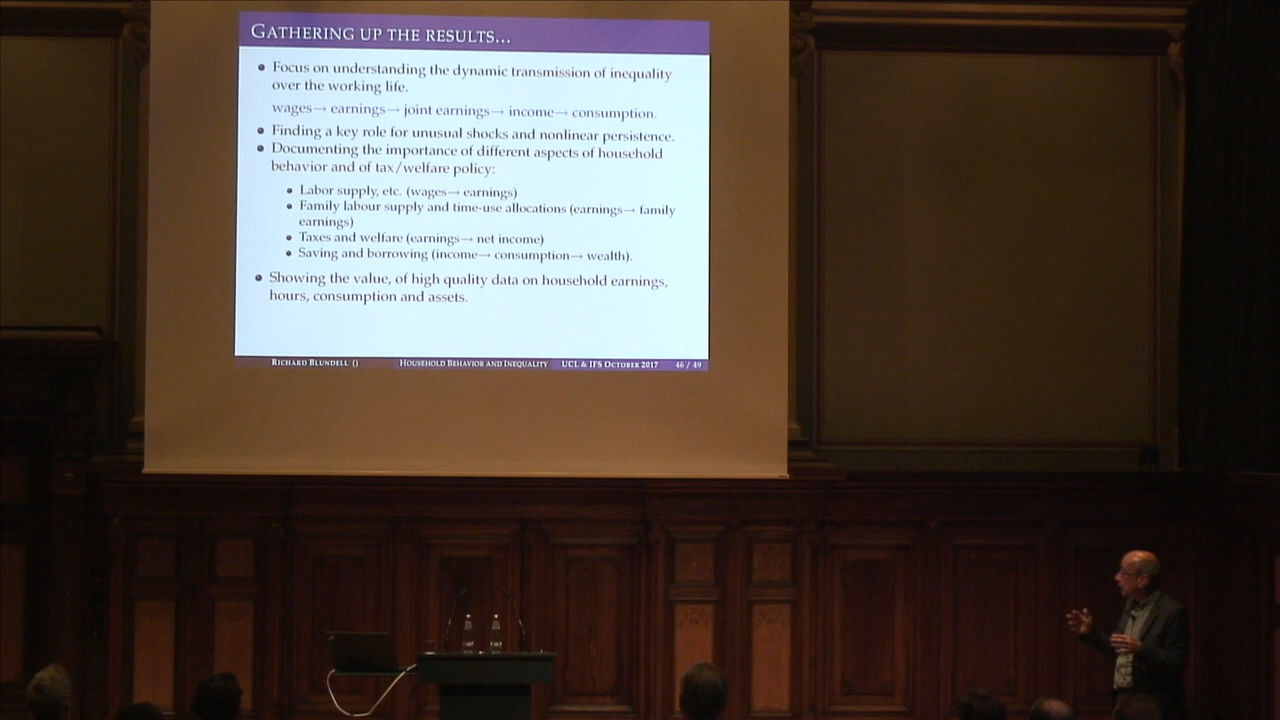 GATHERING UP THE RESULTS...
• Focus on understanding the dynamic transmission of inequality
over the working life.
wages→ earnings→ joint earnings→ income→ consumption.
• Finding a key role for unusual shocks and nonlinear persistence.
• Documenting the importance of different aspects of household
behavior and of tax/welfare policy:
• Labor supply, etc. (wages→ earnings)
• Family labour supply and time-use allocations (earnings→ family
earnings)
• Taxes and welfare (earnings→ net income)
• Saving and borrowing (income→ consumption→ wealth).
• Showing the value, of high quality data on household earnings,
hours, consumption and assets.
RICHARD BLUNDELL () HOUSEHOLD BEHAVIOR AND INEQUALITY UCL & IFS OCTOBER 2017 46 / 49